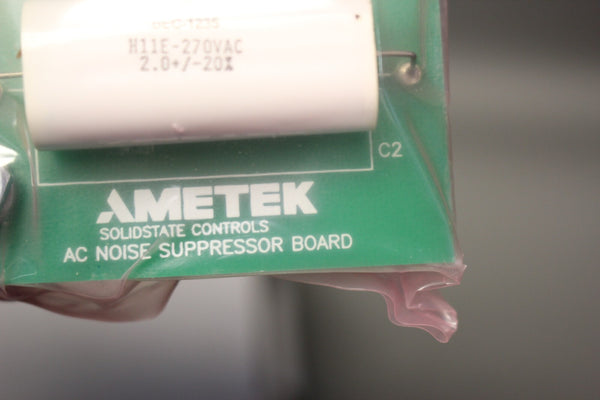 H11E-270VAC
2.0+/-20%
C2
AMETEK
SOLIDSTATE CONTROLS
AC NOISE SUPPRESSOR BOARD